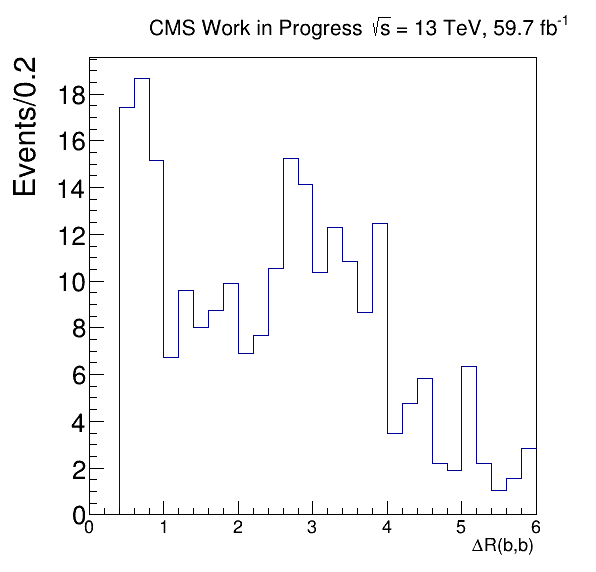 CMS Work in Progress √s = 13 TeV, 59.7 fb⁻¹
Events/0.2
18
16
14
12
10
8
6
4
2
0
0 1 2 3 4 5 6
ΔR(b,b)